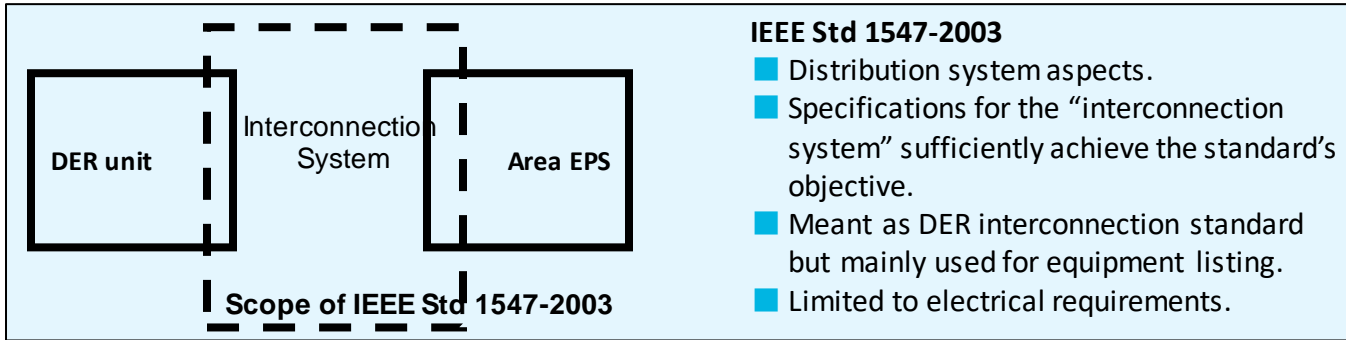 DER unit
Interconnection
System
Area EPS
Scope of IEEE Std 1547-2003
IEEE Std 1547-2003
Distribution system aspects.
Specifications for the “interconnection
system” sufficiently achieve the standard’s
objective.
Meant as DER interconnection standard
but mainly used for equipment listing.
Limited to electrical requirements.